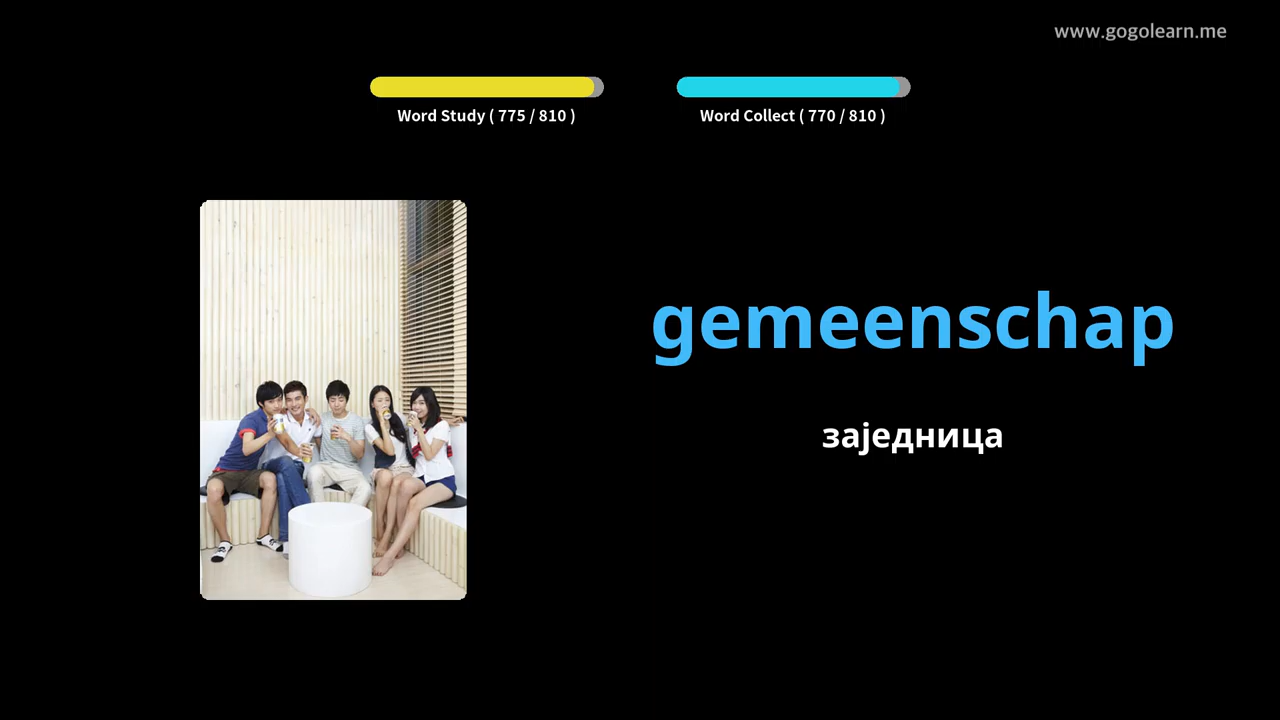 www.gogolearn.me
Word Study ( 775 / 810 )
Word Collect ( 770 / 810 )
gemeenschap
заједница